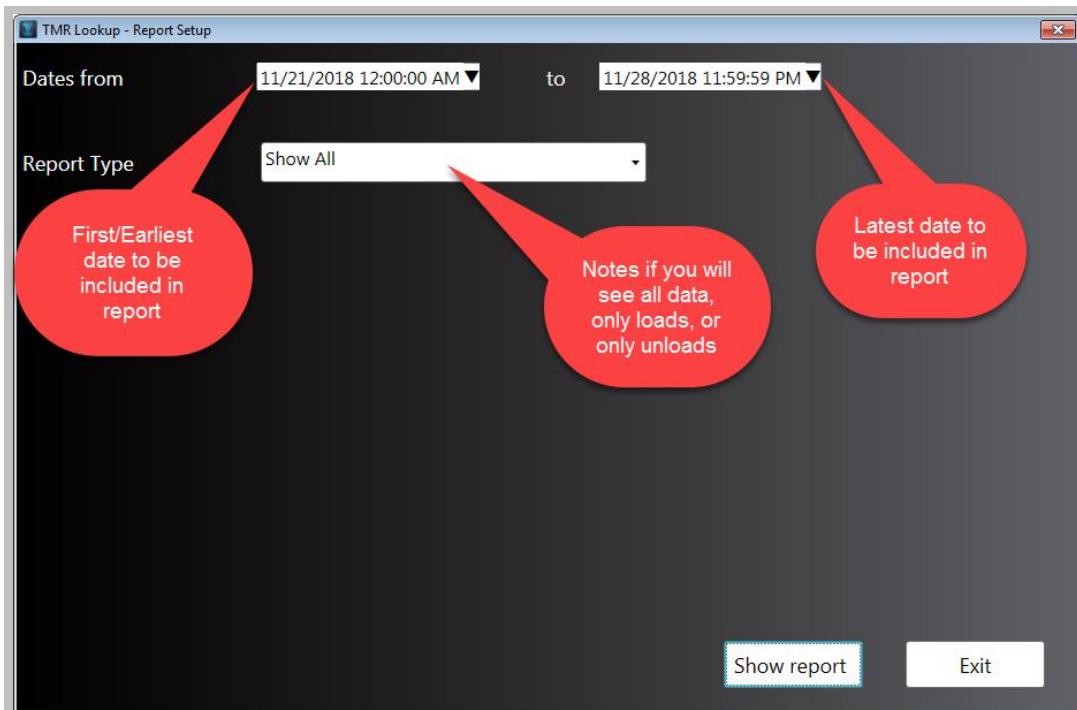 TMR Lookup - Report Setup
Dates from
11/21/2018 12:00:00 AM
to
11/28/2018 11:59:59 PM
Report Type
Show All
First/Earliest
date to be
included in
report
Notes if you will
see all data,
only loads, or
only unloads
Latest date to
be included in
report
Show report
Exit